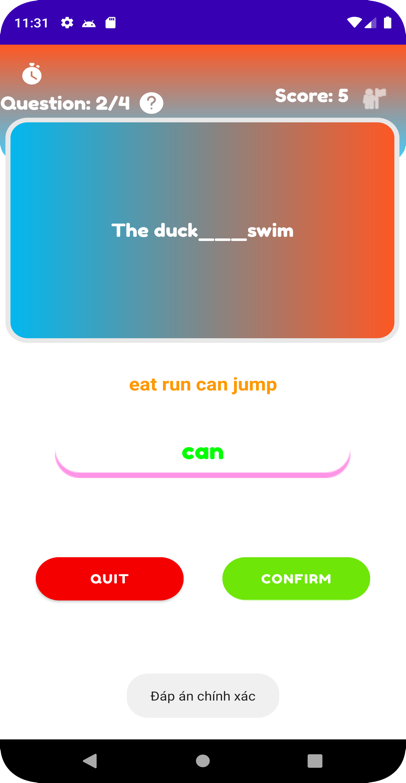 11:31
Question: 2/4 ?
Score: 5
The duck___swim
eat run can jump
can
QUIT
CONFIRM
Đáp án chính xác